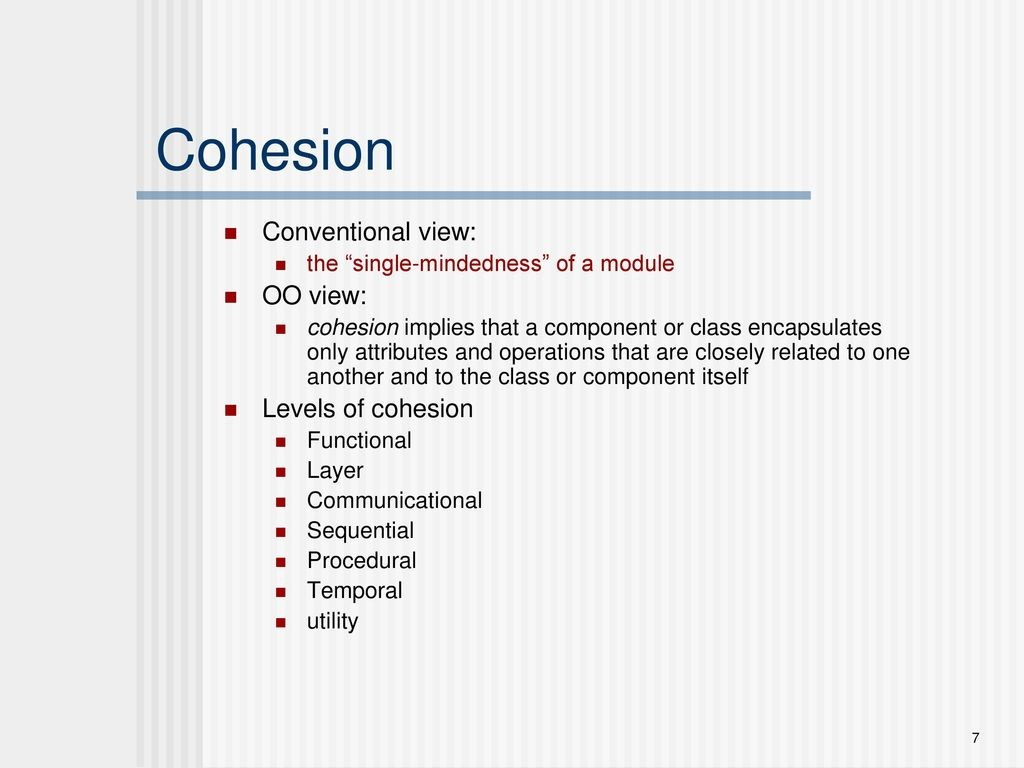 Cohesion
Conventional view:
the “single-mindedness” of a module
OO view:
cohesion implies that a component or class encapsulates
only attributes and operations that are closely related to one
another and to the class or component itself
Levels of cohesion
Functional
Layer
Communicational
Sequential
Procedural
Temporal
utility
7